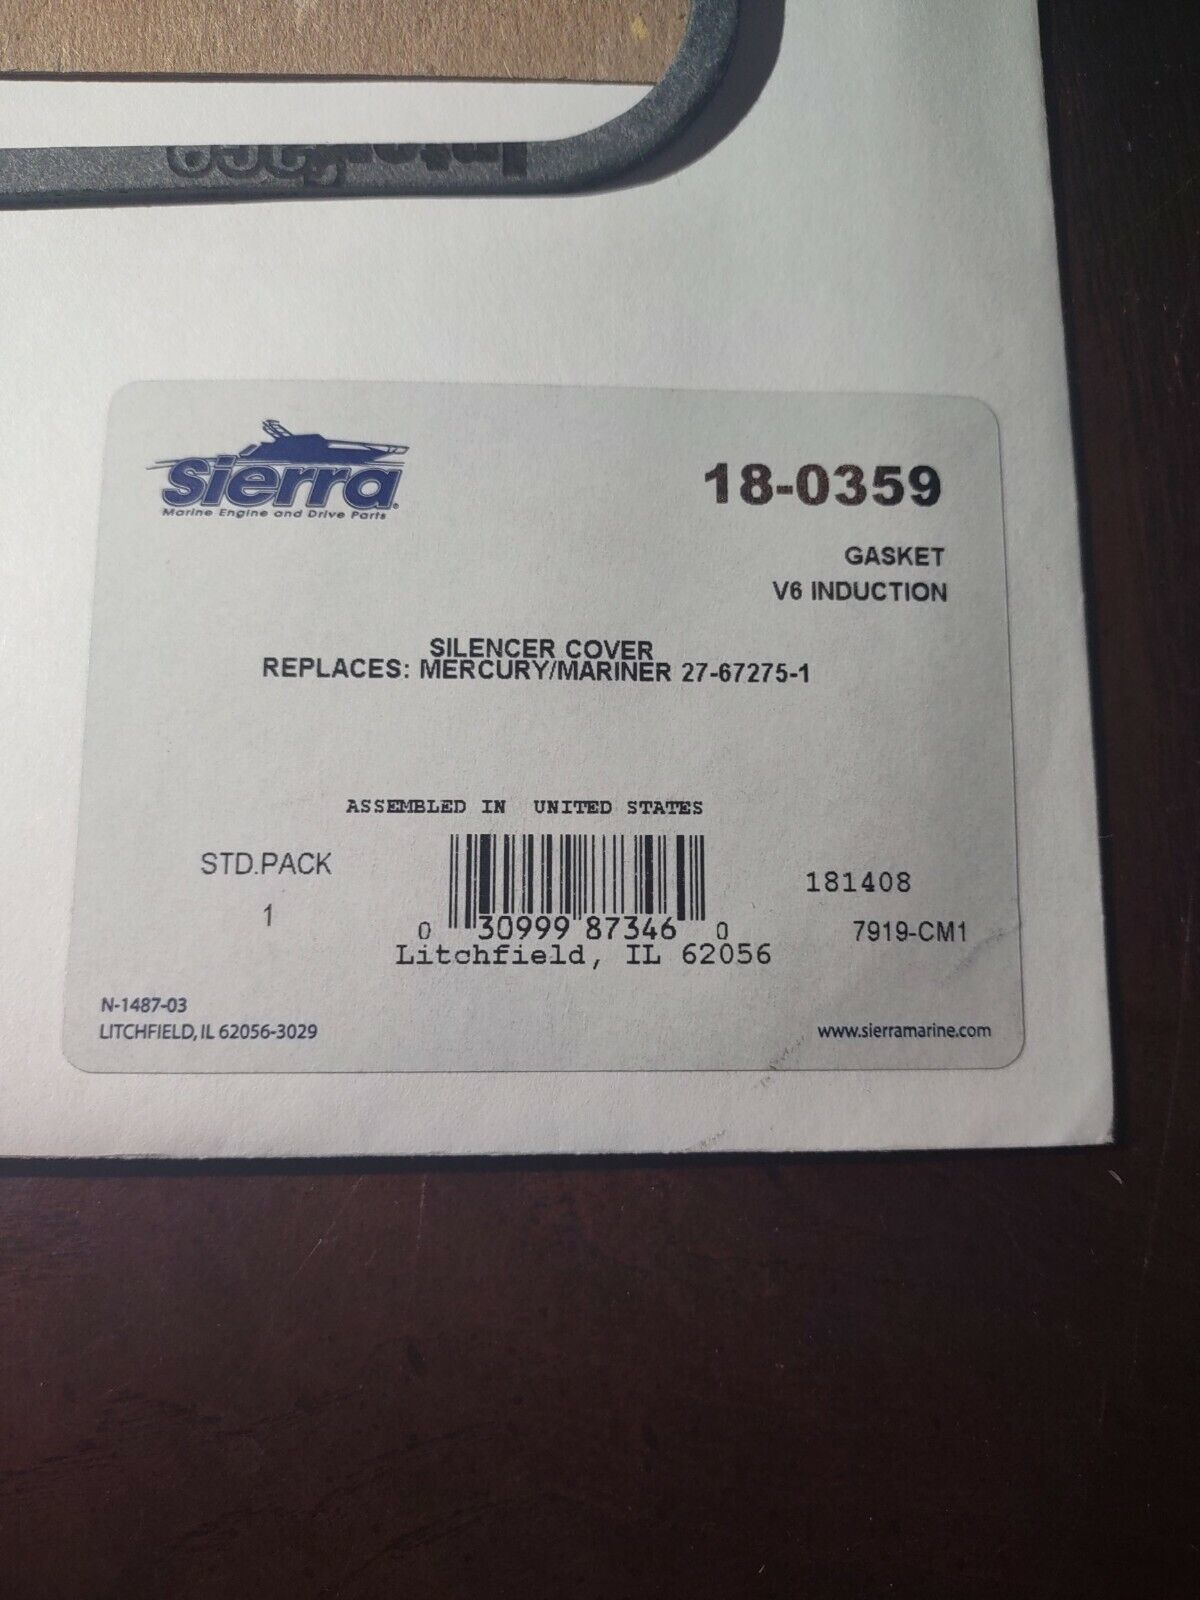 Sierra
Marine Engine and Drive Parts
18-0359
GASKET
V6 INDUCTION
SILENCER COVER
REPLACES: MERCURY/MARINER 27-67275-1
ASSEMBLED IN UNITED STATES
STD.PACK
1
0 30999 87346 0
Litchfield, IL 62056
181408
7919-CM1
N-1487-03
LITCHFIELD, IL 62056-3029
www.sierramarine.com